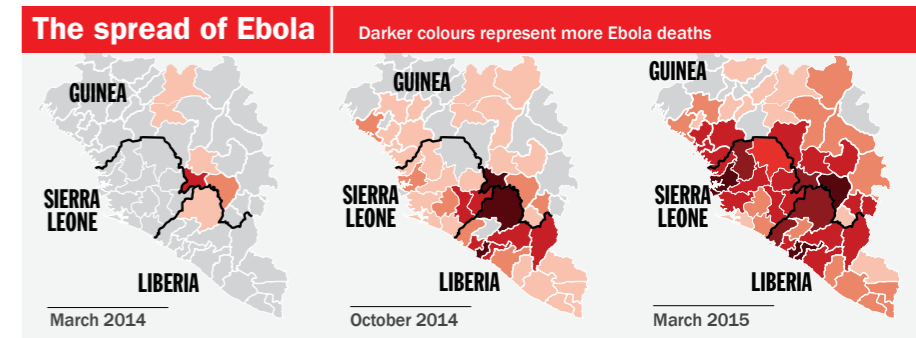 The spread of Ebola
Darker colours represent more Ebola deaths
GUINEA
SIERRA
LEONE
LIBERIA
March 2014
GUINEA
SIERRA
LEONE
LIBERIA
October 2014
GUINEA
SIERRA
LEONE
LIBERIA
March 2015